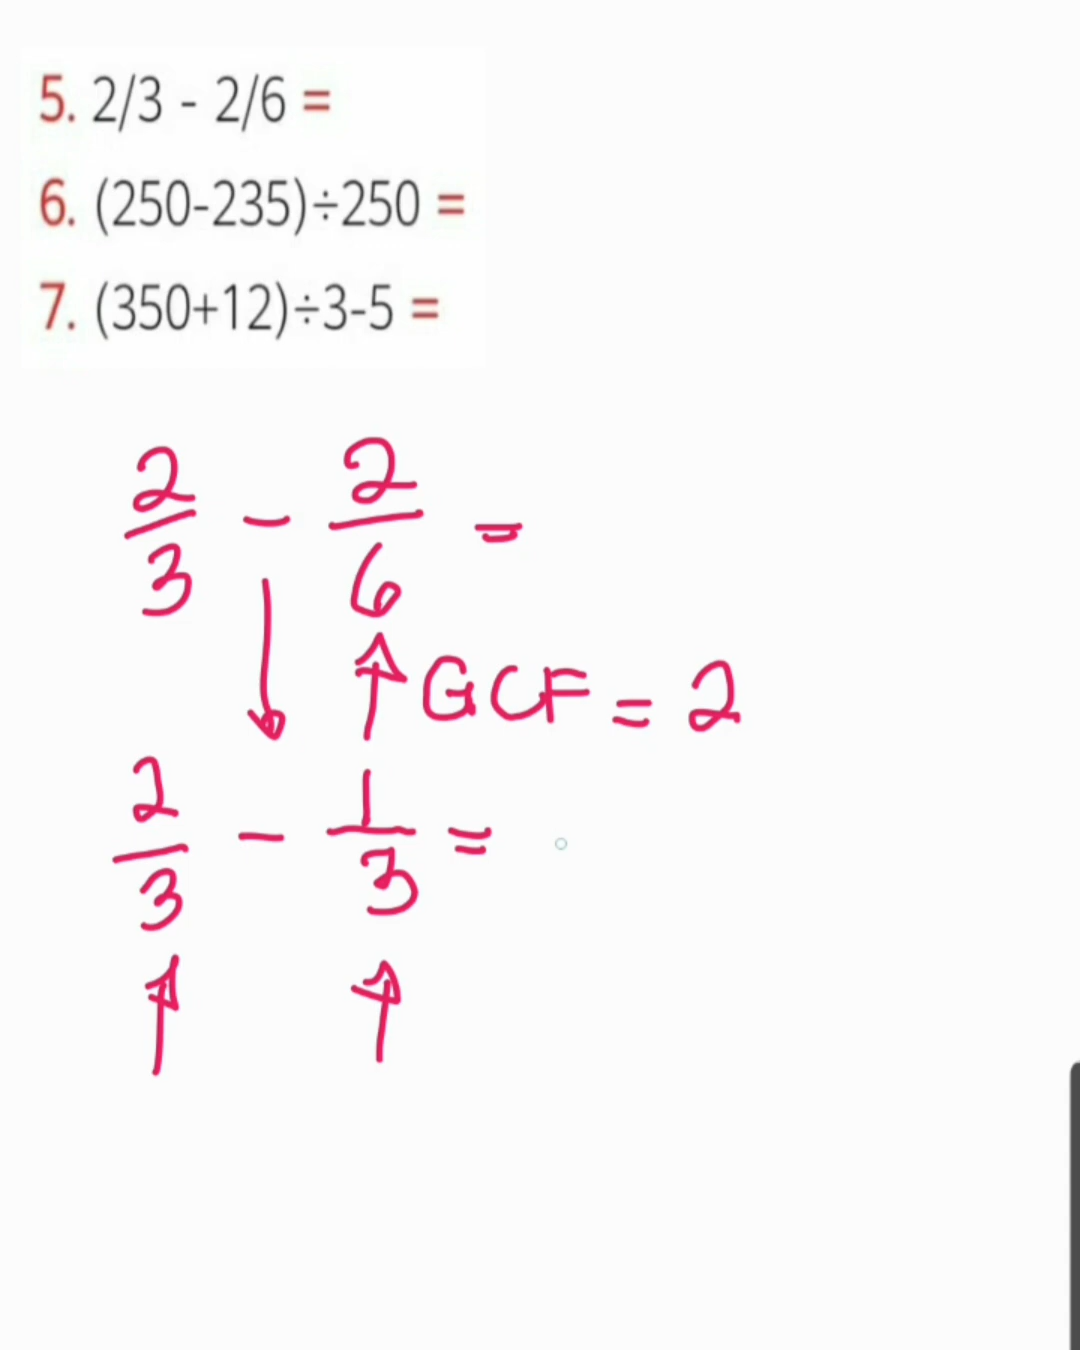 5. 2/3 - 2/6 =
6. (250-235)÷250 =
7. (350+12)÷3-5 =
2/3 - 2/6 =
GCF = 2
2/3 - 1/3 =